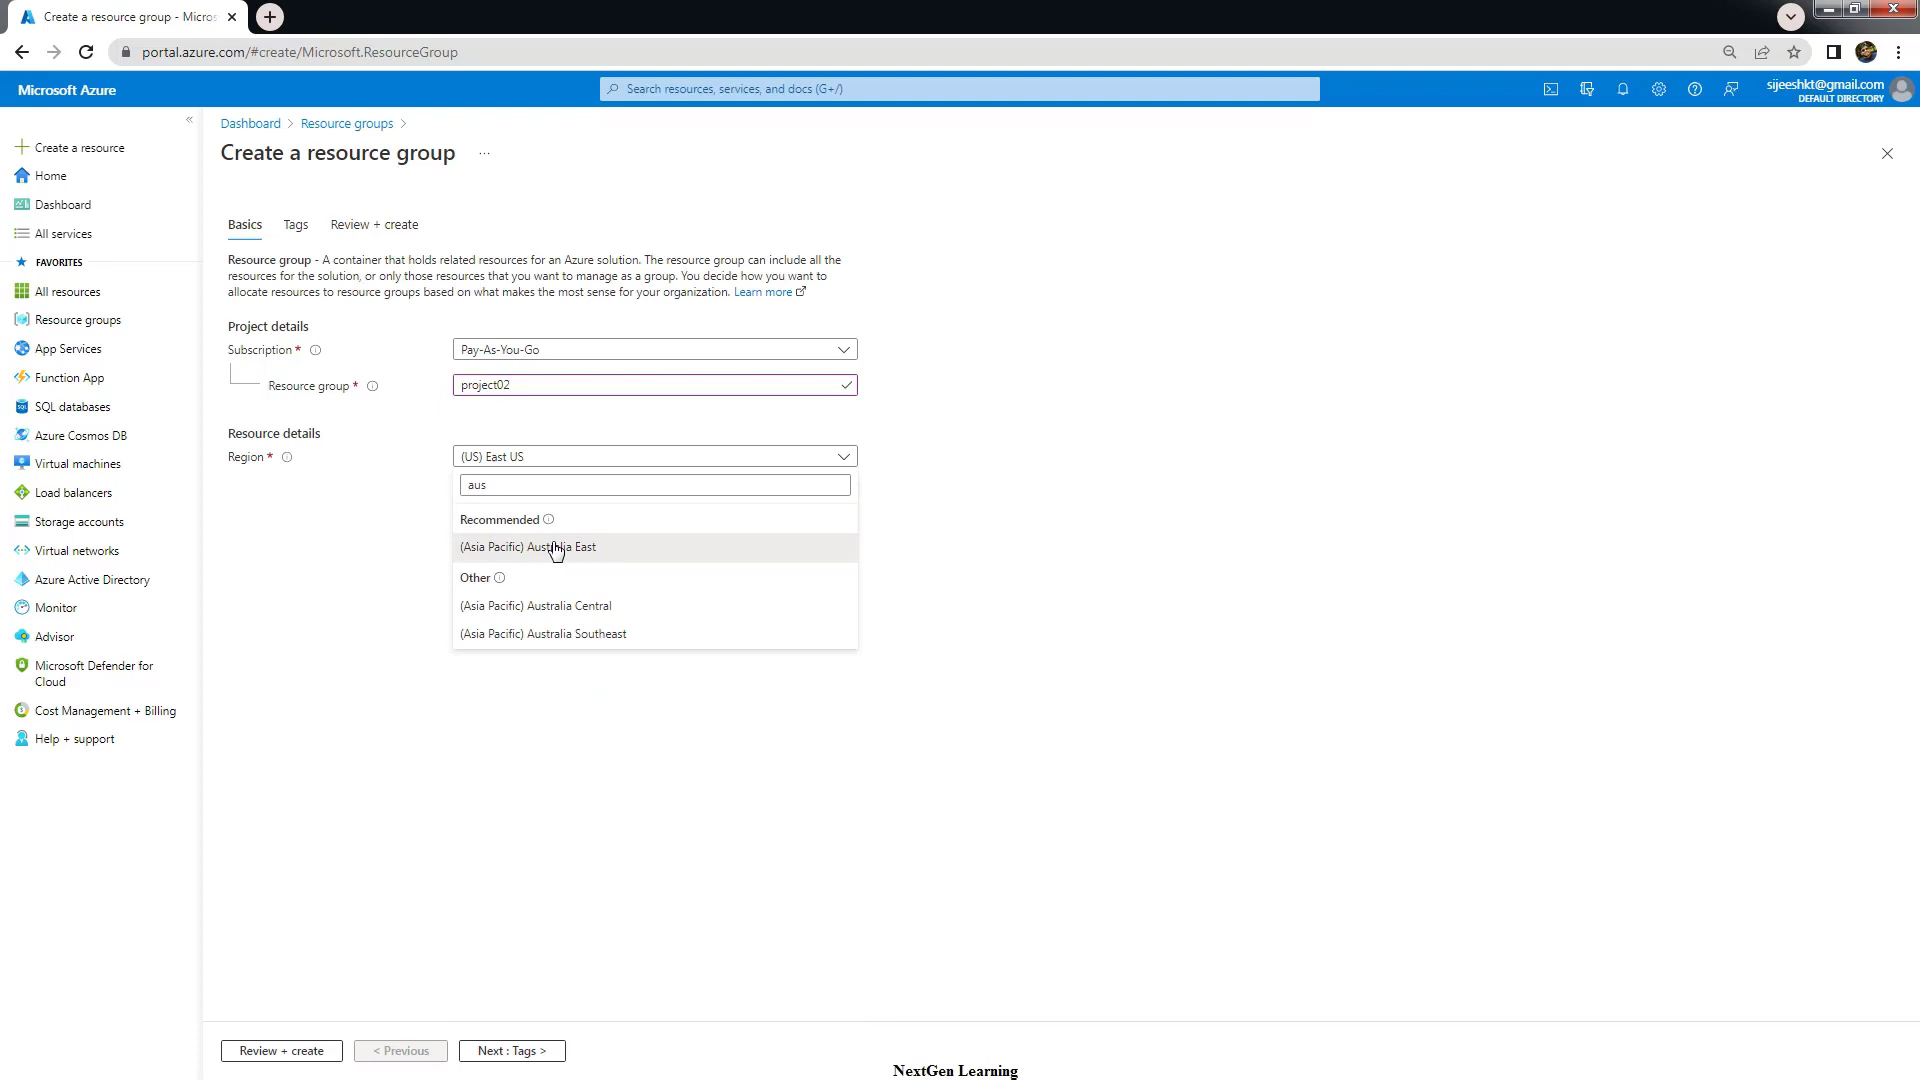 Create a resource group - Micros
portal.azure.com/#create/Microsoft.ResourceGroup
Microsoft Azure
Search resources, services, and docs (G+/)
sijeeshkt@gmail.com
DEFAULT DIRECTORY
Dashboard > Resource groups >
Create a resource group ...
Create a resource
Home
Dashboard
All services
FAVORITES
All resources
Resource groups
App Services
Function App
SQL databases
Azure Cosmos DB
Virtual machines
Load balancers
Storage accounts
Virtual networks
Azure Active Directory
Monitor
Advisor
Microsoft Defender for
Cloud
Cost Management + Billing
Help + support
Basics Tags Review + create
Resource group - A container that holds related resources for an Azure solution. The resource group can include all the
resources for the solution, or only those resources that you want to manage as a group. You decide how you want to
allocate resources to resource groups based on what makes the most sense for your organization. Learn more
Project details
Subscription * Pay-As-You-Go
Resource group * project02
Resource details
Region * (US) East US
aus
Recommended
(Asia Pacific) Australia East
Other
(Asia Pacific) Australia Central
(Asia Pacific) Australia Southeast
Review + create < Previous Next : Tags >
NextGen Learning